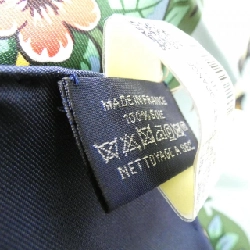 MADE IN FRANCE
100% SOIE
NETTOYAGE A SEC